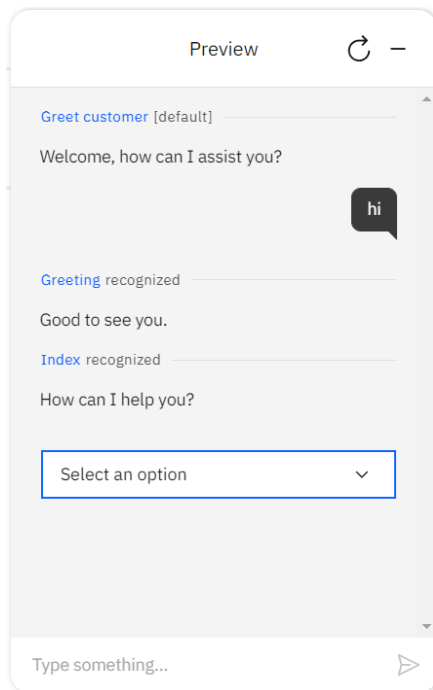 Preview
Greet customer [default]
Welcome, how can I assist you?
hi
Greeting recognized
Good to see you.
Index recognized
How can I help you?
Select an option
Type something...